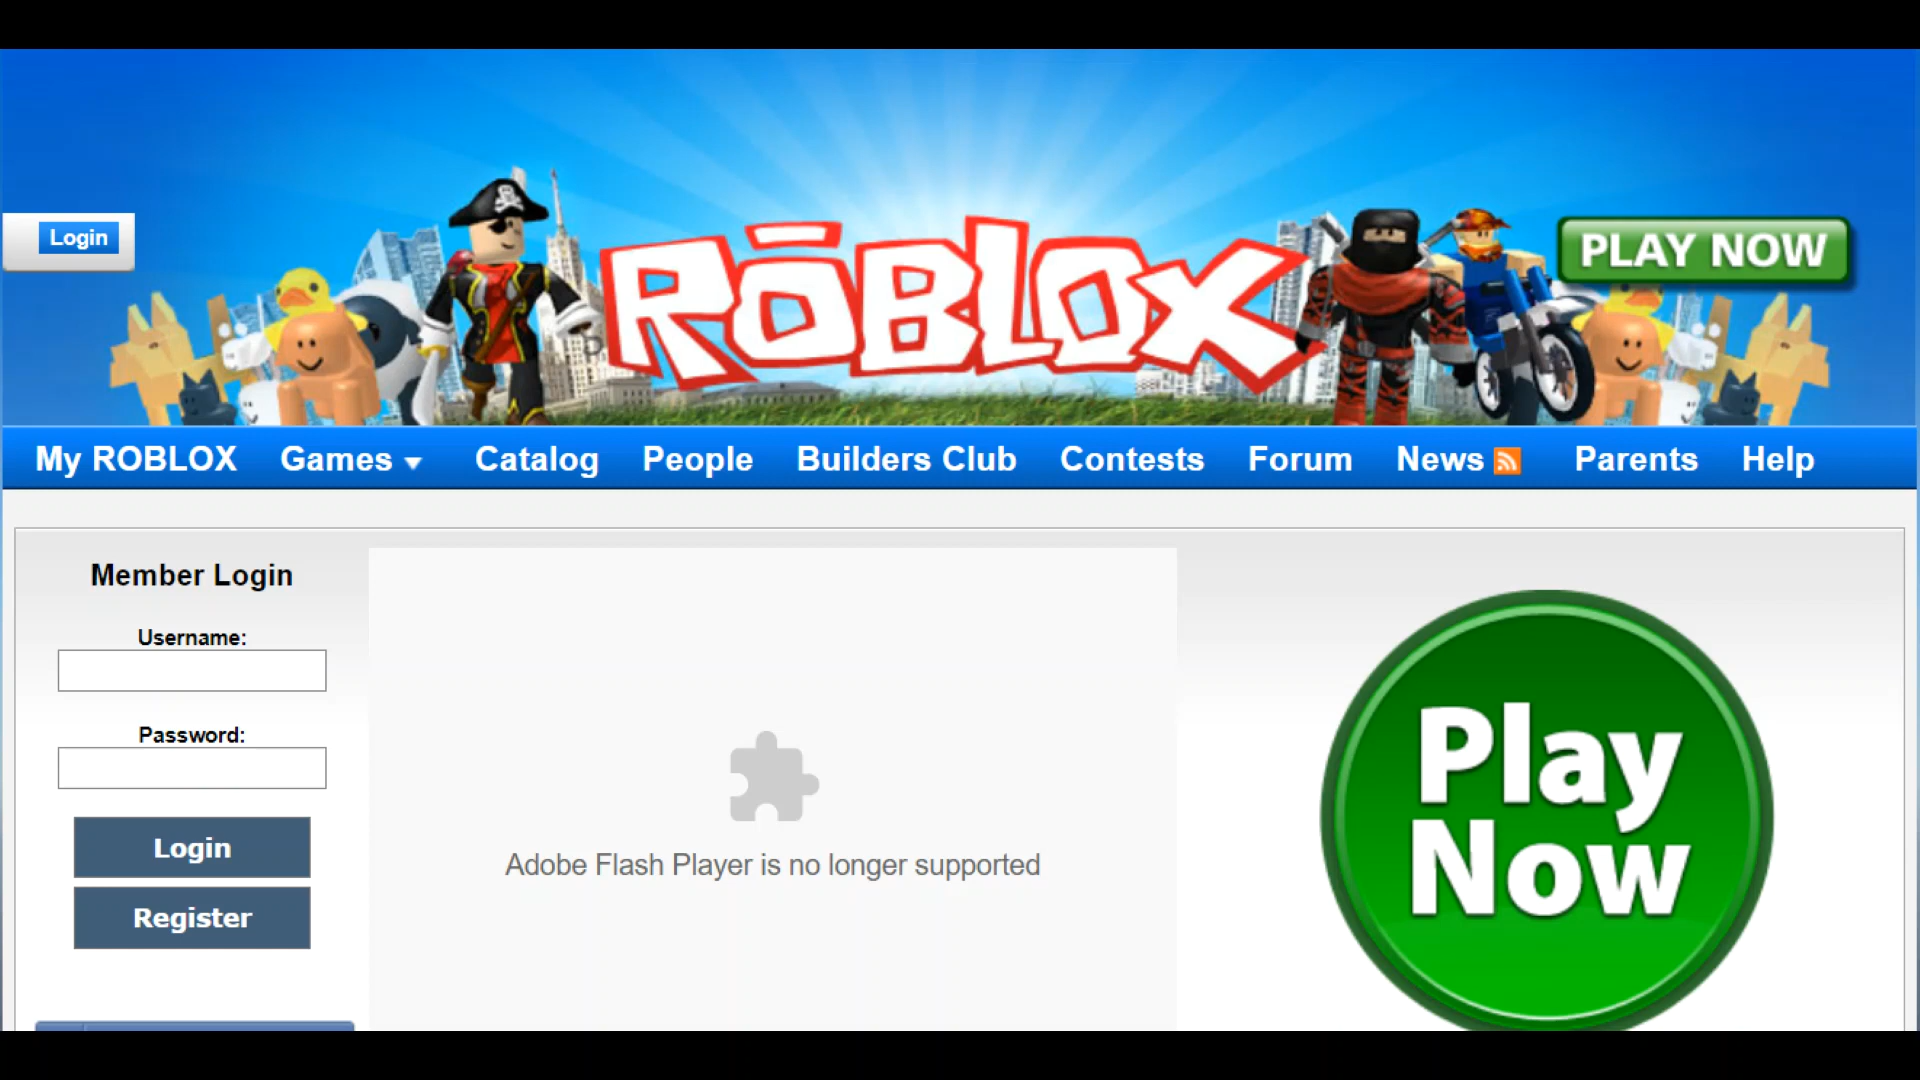 Login
RŌBLOX
PLAY NOW
My ROBLOX Games Catalog People Builders Club Contests Forum News Parents Help
Member Login
Username:
Password:
Login
Register
Adobe Flash Player is no longer supported
Play
Now